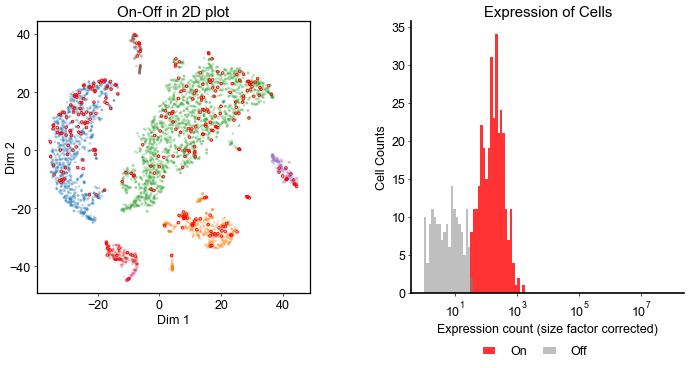 On-Off in 2D plot
40
20
0
−20
−40
Dim 2
−20 0 20 40
Dim 1
Expression of Cells
35
30
25
20
15
10
5
0
Cell Counts
10^1 10^3 10^5 10^7
Expression count (size factor corrected)
On Off